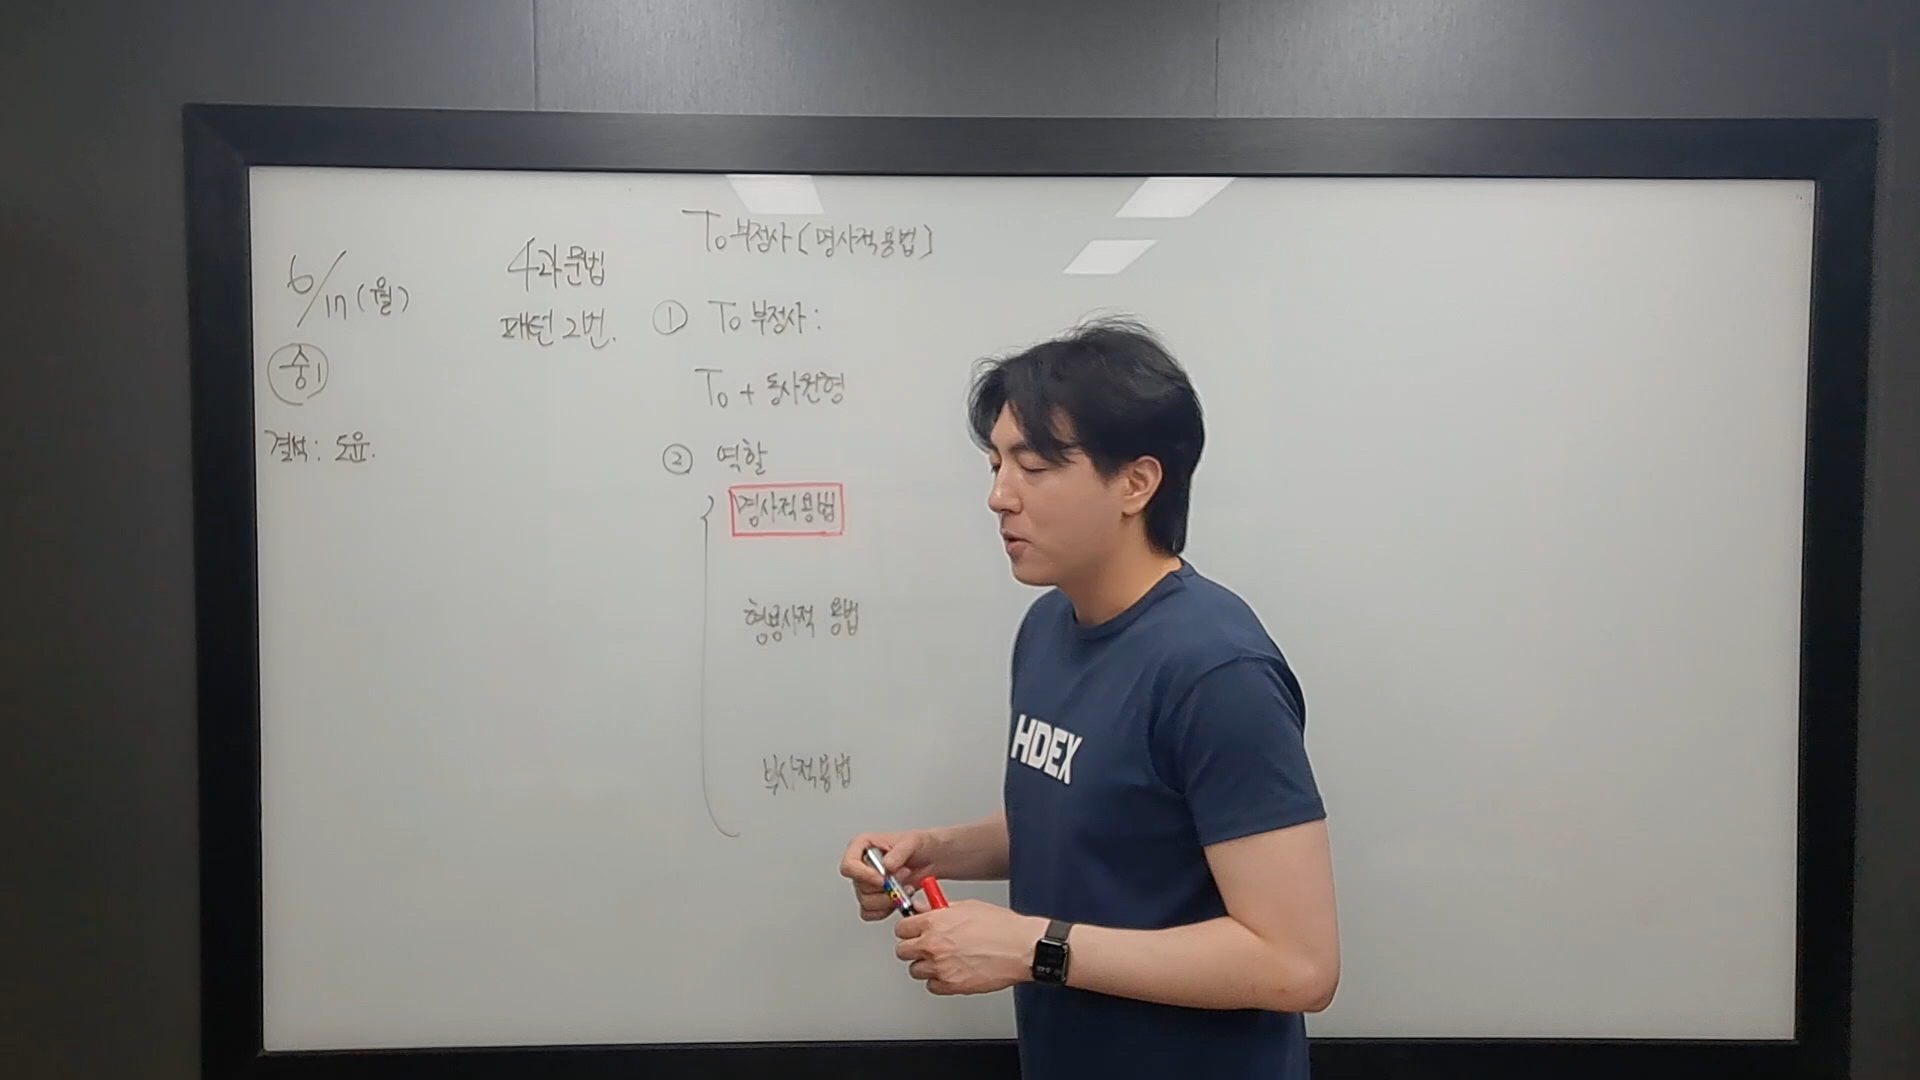 6/17 (월)
중1
결석 : 도윤.
4과 문법
패턴 2번.
To 부정사 [ 명사적용법 ]
① To 부정사 :
To + 동사원형
② 역할
명사적용법
형용사적 용법
부사적용법
HDEX